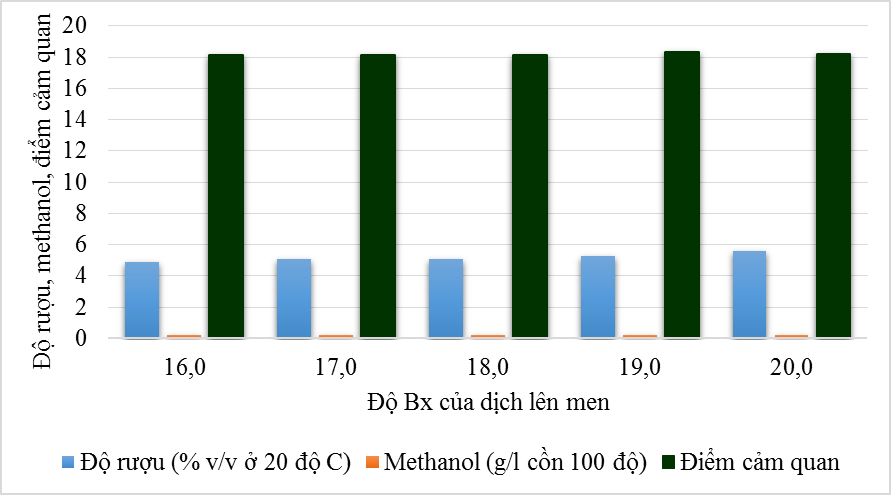 Độ rượu, methanol, điểm cảm quan
20
18
16
14
12
10
8
6
4
2
0
16,0 17,0 18,0 19,0 20,0
Độ Bx của dịch lên men
Độ rượu (% v/v ở 20 độ C) Methanol (g/l cồn 100 độ) Điểm cảm quan